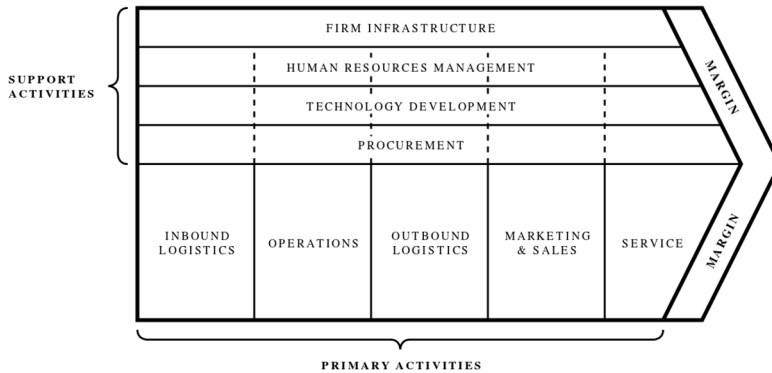 FIRM INFRASTRUCTURE
HUMAN RESOURCES MANAGEMENT
TECHNOLOGY DEVELOPMENT
PROCUREMENT
SUPPORT
ACTIVITIES
MARGIN
INBOUND
LOGISTICS
OPERATIONS
OUTBOUND
LOGISTICS
MARKETING
& SALES
SERVICE
MARGIN
PRIMARY ACTIVITIES